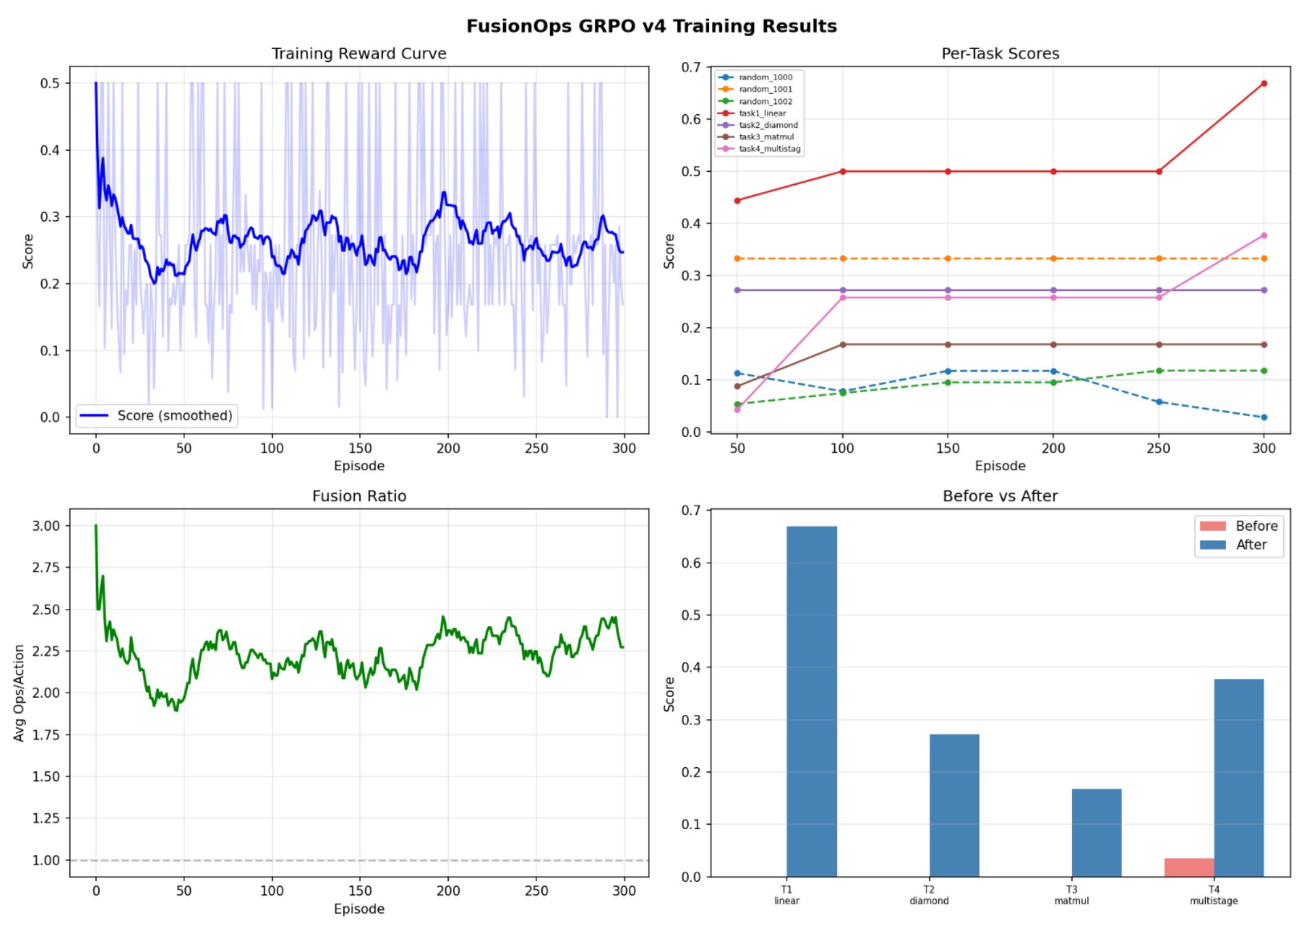 FusionOps GRPO v4 Training Results
Training Reward Curve
Score
0.5
0.4
0.3
0.2
0.1
0.0
Score (smoothed)
0 50 100 150 200 250 300
Episode
Per-Task Scores
Score
0.7
0.6
0.5
0.4
0.3
0.2
0.1
0.0
random_1000
random_1001
random_1002
task1_linear
task2_diamond
task3_matmul
task4_multistag
50 100 150 200 250 300
Episode
Fusion Ratio
Avg Ops/Action
3.00
2.75
2.50
2.25
2.00
1.75
1.50
1.25
1.00
0 50 100 150 200 250 300
Episode
Before vs After
Score
0.7
0.6
0.5
0.4
0.3
0.2
0.1
0.0
Before
After
T1 T2 T3 T4
linear diamond matmul multistage